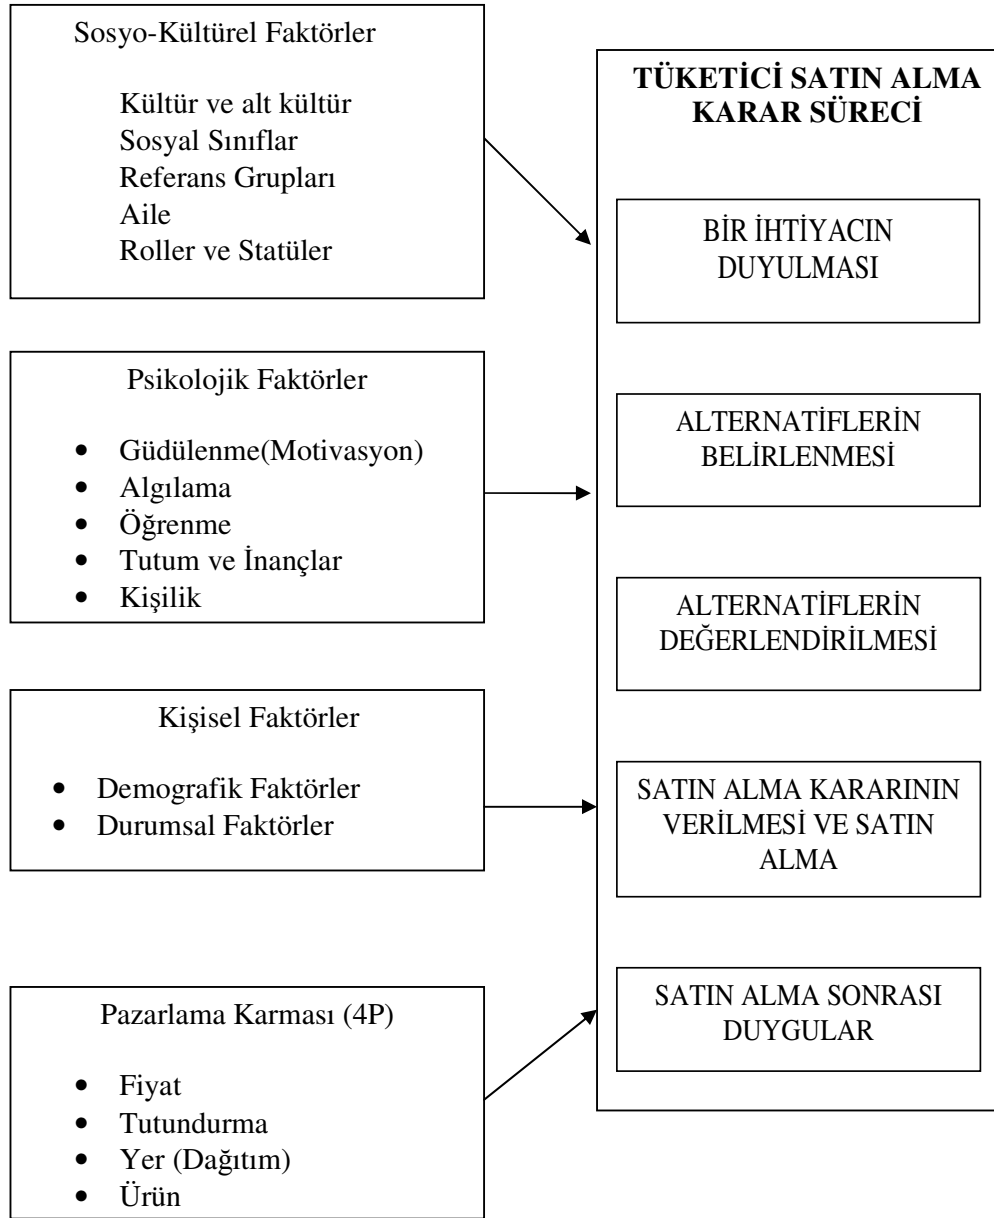 Sosyo-Kültürel Faktörler
Kültür ve alt kültür
Sosyal Sınıflar
Referans Grupları
Aile
Roller ve Statüler
Psikolojik Faktörler
• Güdülenme(Motivasyon)
• Algılama
• Öğrenme
• Tutum ve İnançlar
• Kişilik
Kişisel Faktörler
• Demografik Faktörler
• Durumsal Faktörler
Pazarlama Karması (4P)
• Fiyat
• Tutundurma
• Yer (Dağıtım)
• Ürün
TÜKETİCİ SATIN ALMA
KARAR SÜRECİ
BİR İHTİYACIN
DUYULMASI
ALTERNATİFLERİN
BELİRLENMESİ
ALTERNATİFLERİN
DEĞERLENDİRİLMESİ
SATIN ALMA KARARININ
VERİLMESİ VE SATIN
ALMA
SATIN ALMA SONRASI
DUYGULAR